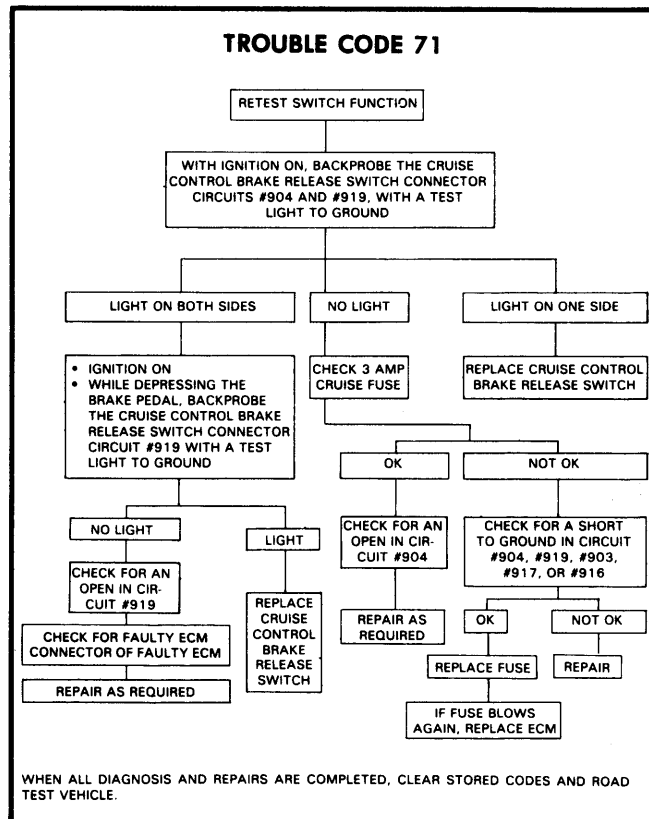 TROUBLE CODE 71
RETEST SWITCH FUNCTION
WITH IGNITION ON, BACKPROBE THE CRUISE
CONTROL BRAKE RELEASE SWITCH CONNECTOR
CIRCUITS #904 AND #919, WITH A TEST
LIGHT TO GROUND
LIGHT ON BOTH SIDES
NO LIGHT
LIGHT ON ONE SIDE
• IGNITION ON
• WHILE DEPRESSING THE
BRAKE PEDAL, BACKPROBE
THE CRUISE CONTROL BRAKE
RELEASE SWITCH CONNECTOR
CIRCUIT #919 WITH A TEST
LIGHT TO GROUND
CHECK 3 AMP
CRUISE FUSE
REPLACE CRUISE CONTROL
BRAKE RELEASE SWITCH
OK
NOT OK
NO LIGHT
LIGHT
CHECK FOR AN
OPEN IN CIR-
CUIT #904
CHECK FOR A SHORT
TO GROUND IN CIRCUIT
#904, #919, #903,
#917, OR #916
CHECK FOR AN
OPEN IN CIR-
CUIT #919
REPLACE
CRUISE
CONTROL
BRAKE
RELEASE
SWITCH
REPAIR AS
REQUIRED
OK
NOT OK
CHECK FOR FAULTY ECM
CONNECTOR OF FAULTY ECM
REPLACE FUSE
REPAIR
REPAIR AS REQUIRED
IF FUSE BLOWS
AGAIN, REPLACE ECM
WHEN ALL DIAGNOSIS AND REPAIRS ARE COMPLETED, CLEAR STORED CODES AND ROAD
TEST VEHICLE.